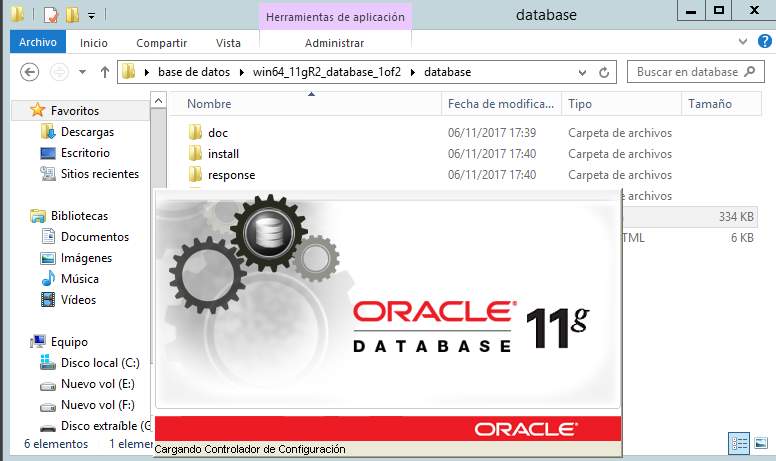 Herramientas de aplicación
database
Archivo
Inicio
Compartir
Vista
Administrar
base de datos
win64_11gR2_database_1of2
database
Buscar en database
Favoritos
Descargas
Escritorio
Sitios recientes
Bibliotecas
Documentos
Imágenes
Música
Vídeos
Equipo
Disco local (C:)
Nuevo vol (E:)
Nuevo vol (F:)
Disco extraíble (G
Nombre
Fecha de modifica...
Tipo
Tamaño
doc
06/11/2017 17:39
Carpeta de archivos
install
06/11/2017 17:40
Carpeta de archivos
response
06/11/2017 17:40
Carpeta de archivos
de archivos
334 KB
HTML
6 KB
ORACLE®
DATABASE
11g
ORACLE®
Cargando Controlador de Configuración
6 elementos
1 eleme